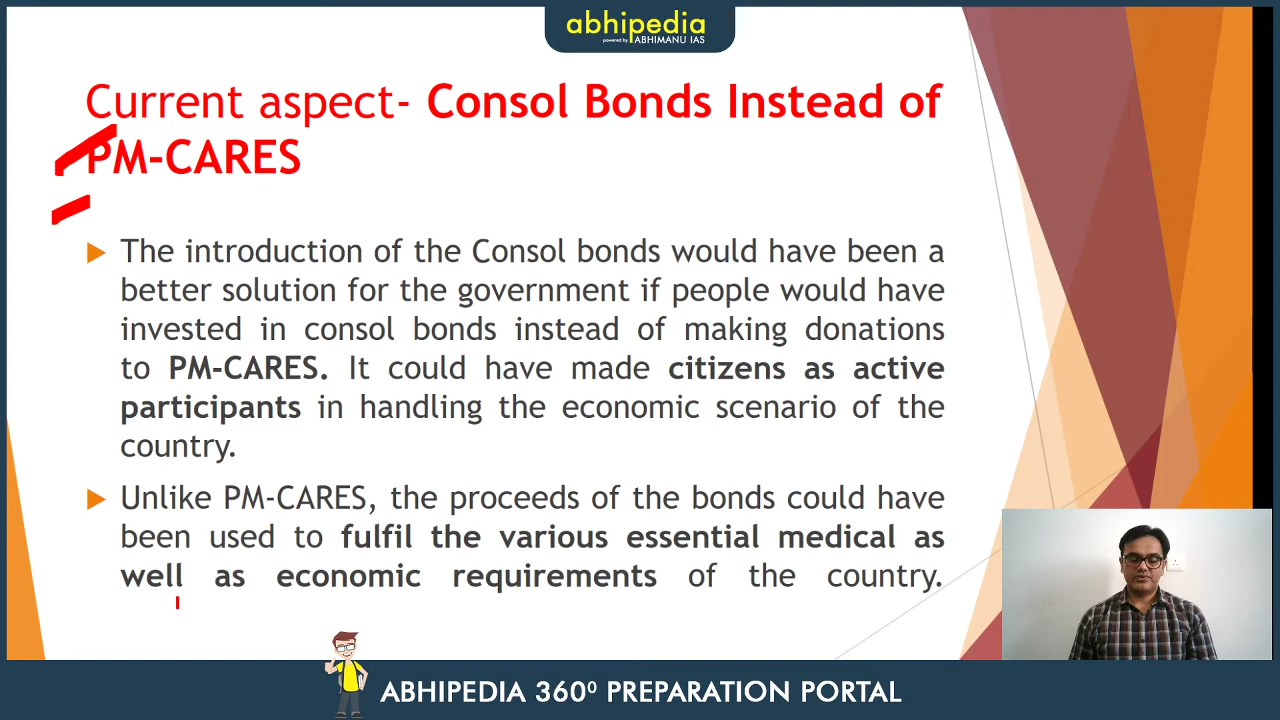 abhipedia
powered by ABHIMANU IAS
Current aspect- Consol Bonds Instead of
PM-CARES
The introduction of the Consol bonds would have been a
better solution for the government if people would have
invested in consol bonds instead of making donations
to PM-CARES. It could have made citizens as active
participants in handling the economic scenario of the
country.
Unlike PM-CARES, the proceeds of the bonds could have
been used to fulfil the various essential medical as
well as economic requirements of the country.
ABHIPEDIA 360⁰ PREPARATION PORTAL